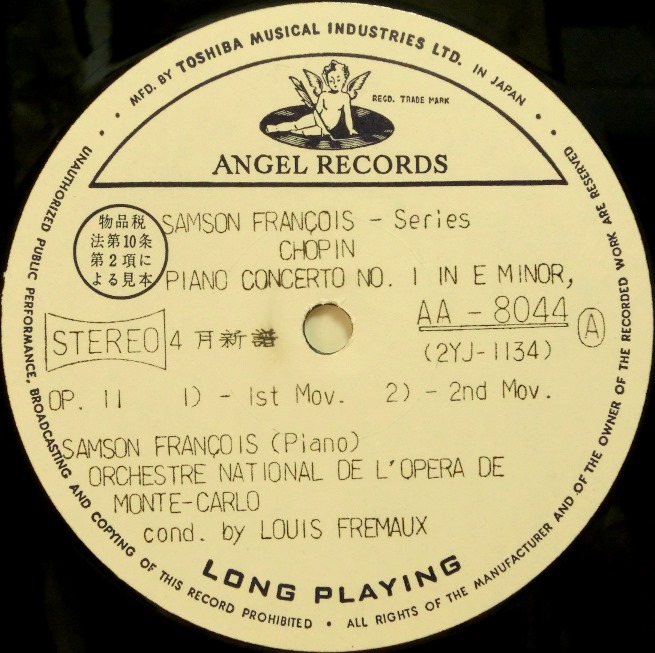 MFD. BY TOSHIBA MUSICAL INDUSTRIES LTD. IN JAPAN
REGD. TRADE MARK
ANGEL RECORDS
物品税
法第10条
第2項に
よる見本
SAMSON FRANÇOIS - Series
CHOPIN
PIANO CONCERTO NO. 1 IN E MINOR,
AA - 8044 A
STEREO 4月新譜
(2YJ-1134)
OP. 11 1) - 1st Mov. 2) - 2nd Mov.
SAMSON FRANÇOIS (Piano)
ORCHESTRE NATIONAL DE L'OPERA DE
MONTE-CARLO
cond. by LOUIS FREMAUX
LONG PLAYING
UNAUTHORIZED PUBLIC PERFORMANCE, BROADCASTING AND COPYING OF THIS RECORD PROHIBITED • ALL RIGHTS OF THE MANUFACTURER AND OF THE OWNER OF THE RECORDED WORK ARE RESERVED